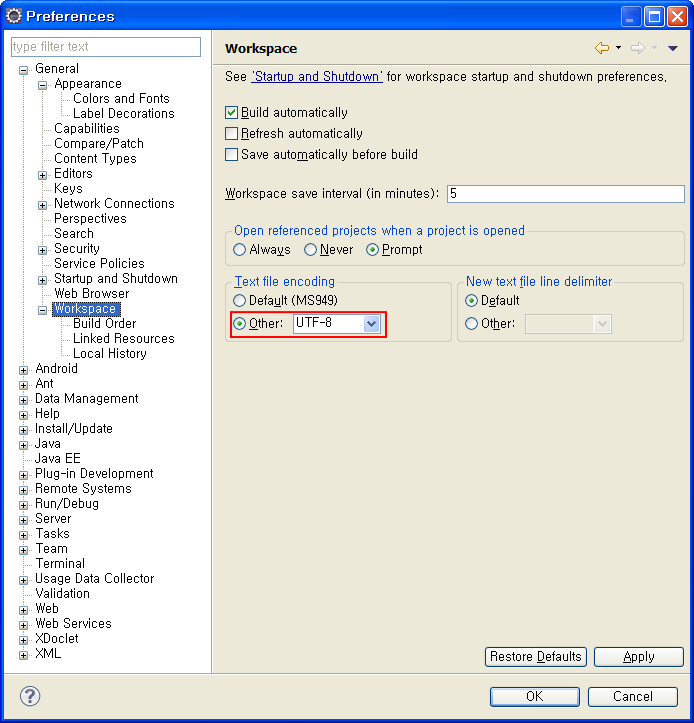 Preferences
type filter text
General
Appearance
Colors and Fonts
Label Decorations
Capabilities
Compare/Patch
Content Types
Editors
Keys
Network Connections
Perspectives
Search
Security
Service Policies
Startup and Shutdown
Web Browser
Workspace
Build Order
Linked Resources
Local History
Android
Ant
Data Management
Help
Install/Update
Java
Java EE
Plug-in Development
Remote Systems
Run/Debug
Server
Tasks
Team
Terminal
Usage Data Collector
Validation
Web
Web Services
XDoclet
XML
Workspace
See 'Startup and Shutdown' for workspace startup and shutdown preferences.
Build automatically
Refresh automatically
Save automatically before build
Workspace save interval (in minutes): 5
Open referenced projects when a project is opened
Always Never Prompt
Text file encoding
Default (MS949)
Other: UTF-8
New text file line delimiter
Default
Other:
Restore Defaults Apply
? OK Cancel